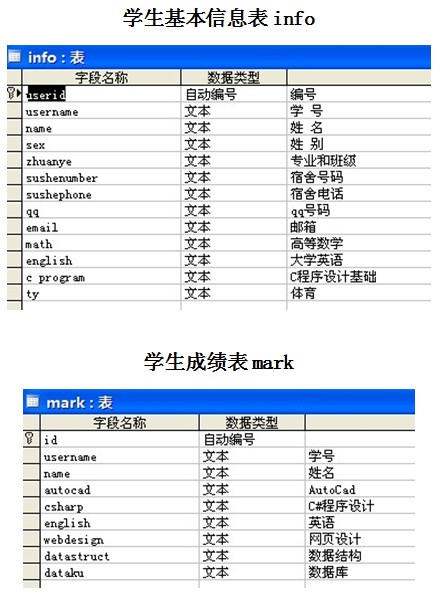 学生基本信息表 info
info : 表
字段名称 数据类型
userid 自动编号 编号
username 文本 学 号
name 文本 姓 名
sex 文本 姓 别
zhuanye 文本 专业和班级
sushenumber 文本 宿舍号码
sushephone 文本 宿舍电话
qq 文本 qq号码
email 文本 邮箱
math 文本 高等数学
english 文本 大学英语
c program 文本 C程序设计基础
ty 文本 体育
学生成绩表 mark
mark : 表
字段名称 数据类型
id 自动编号
username 文本 学号
name 文本 姓名
autocad 文本 AutoCad
csharp 文本 C#程序设计
english 文本 英语
webdesign 文本 网页设计
datastruct 文本 数据结构
dataku 文本 数据库